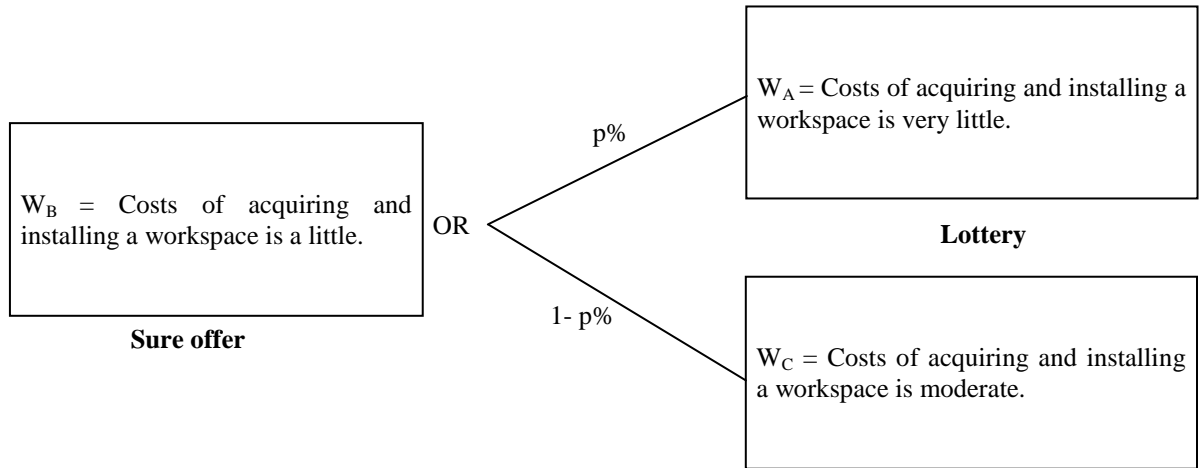 W_B = Costs of acquiring and
installing a workspace is a little.
Sure offer
OR
p%
1- p%
W_A = Costs of acquiring and installing a
workspace is very little.
Lottery
W_C = Costs of acquiring and installing
a workspace is moderate.